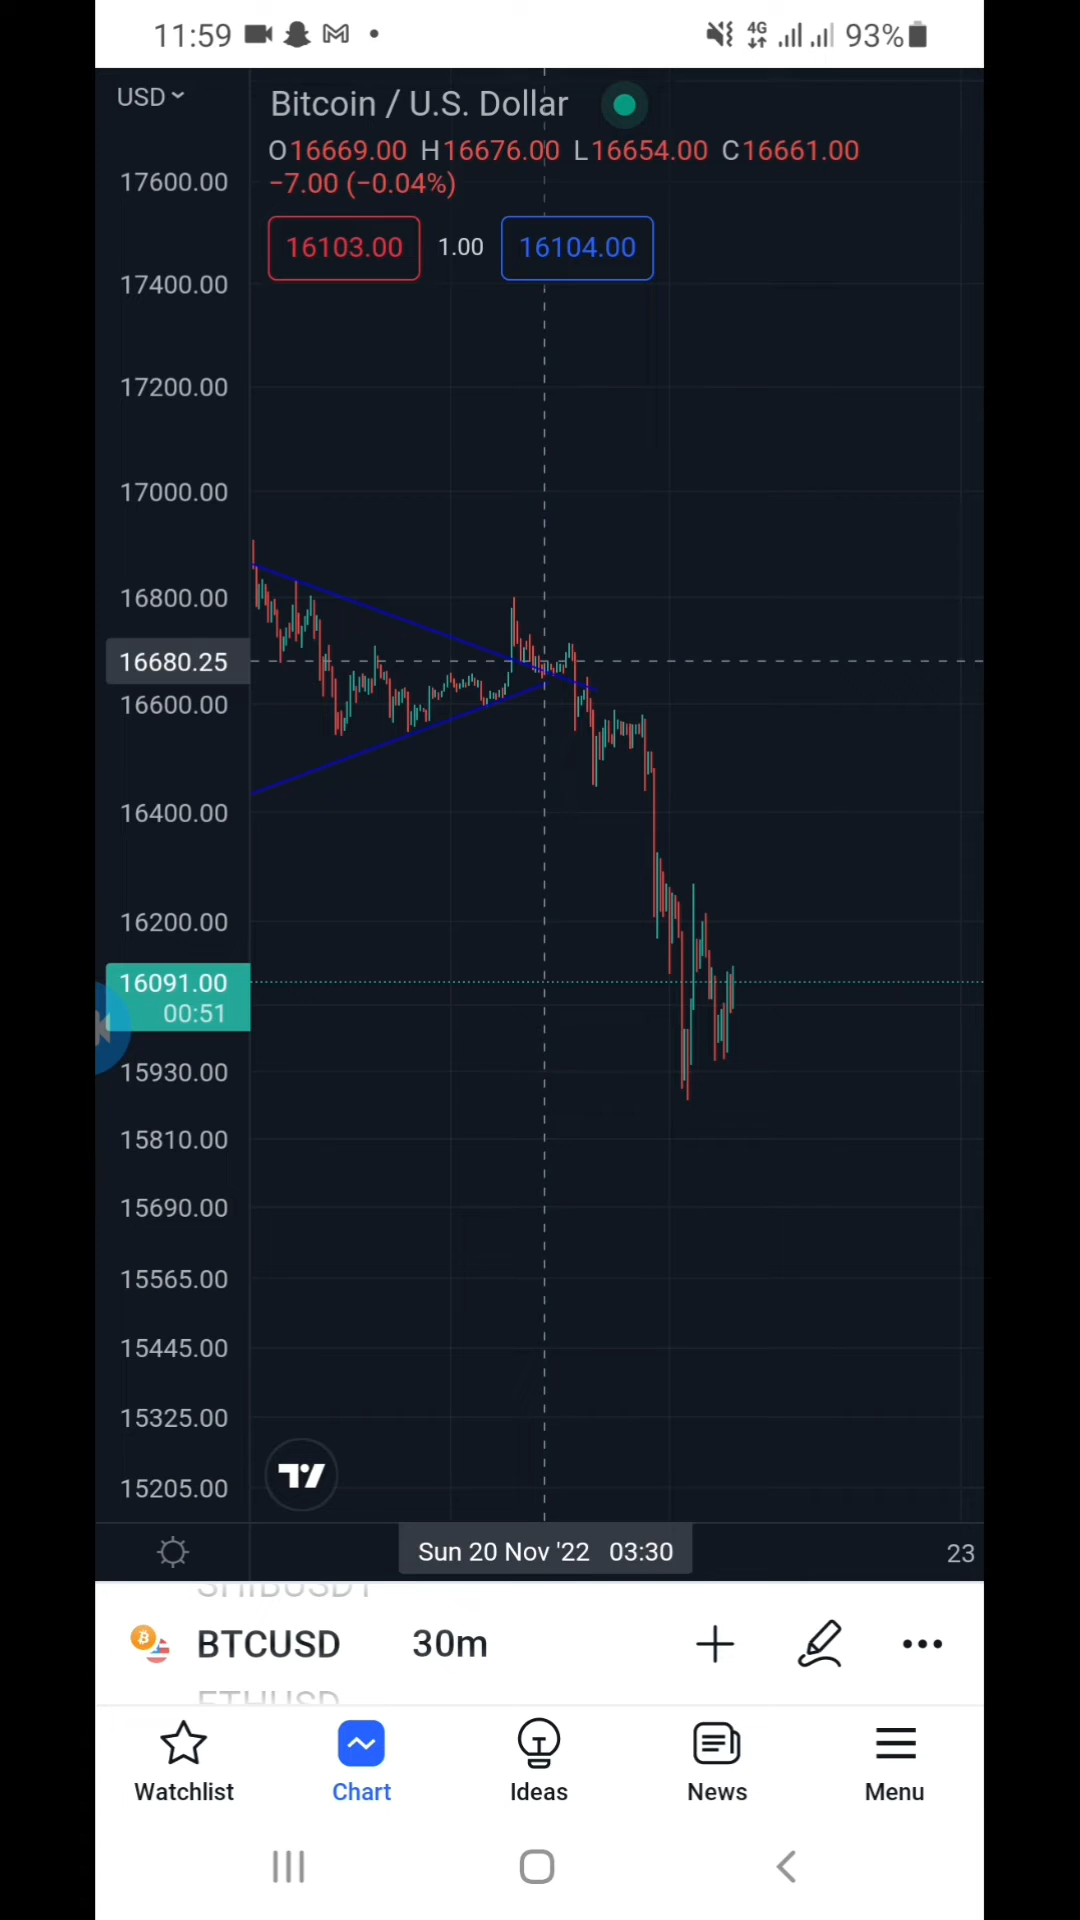 11:59 93%
4G
USD
Bitcoin / U.S. Dollar
O16669.00 H16676.00 L16654.00 C16661.00
−7.00 (−0.04%)
16103.00 1.00 16104.00
17600.00
17400.00
17200.00
17000.00
16800.00
16680.25
16600.00
16400.00
16200.00
16091.00
00:51
15930.00
15810.00
15690.00
15565.00
15445.00
15325.00
15205.00
Sun 20 Nov '22 03:30 23
SHIBUSDT
BTCUSD 30m
ETHUSD
Watchlist Chart Ideas News Menu